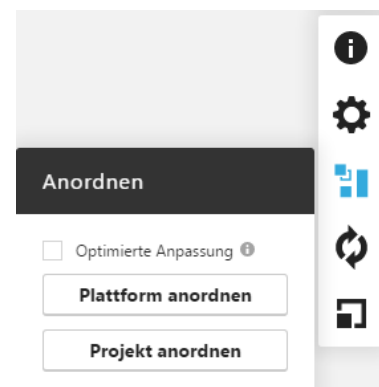 Anordnen
Optimierte Anpassung
Plattform anordnen
Projekt anordnen